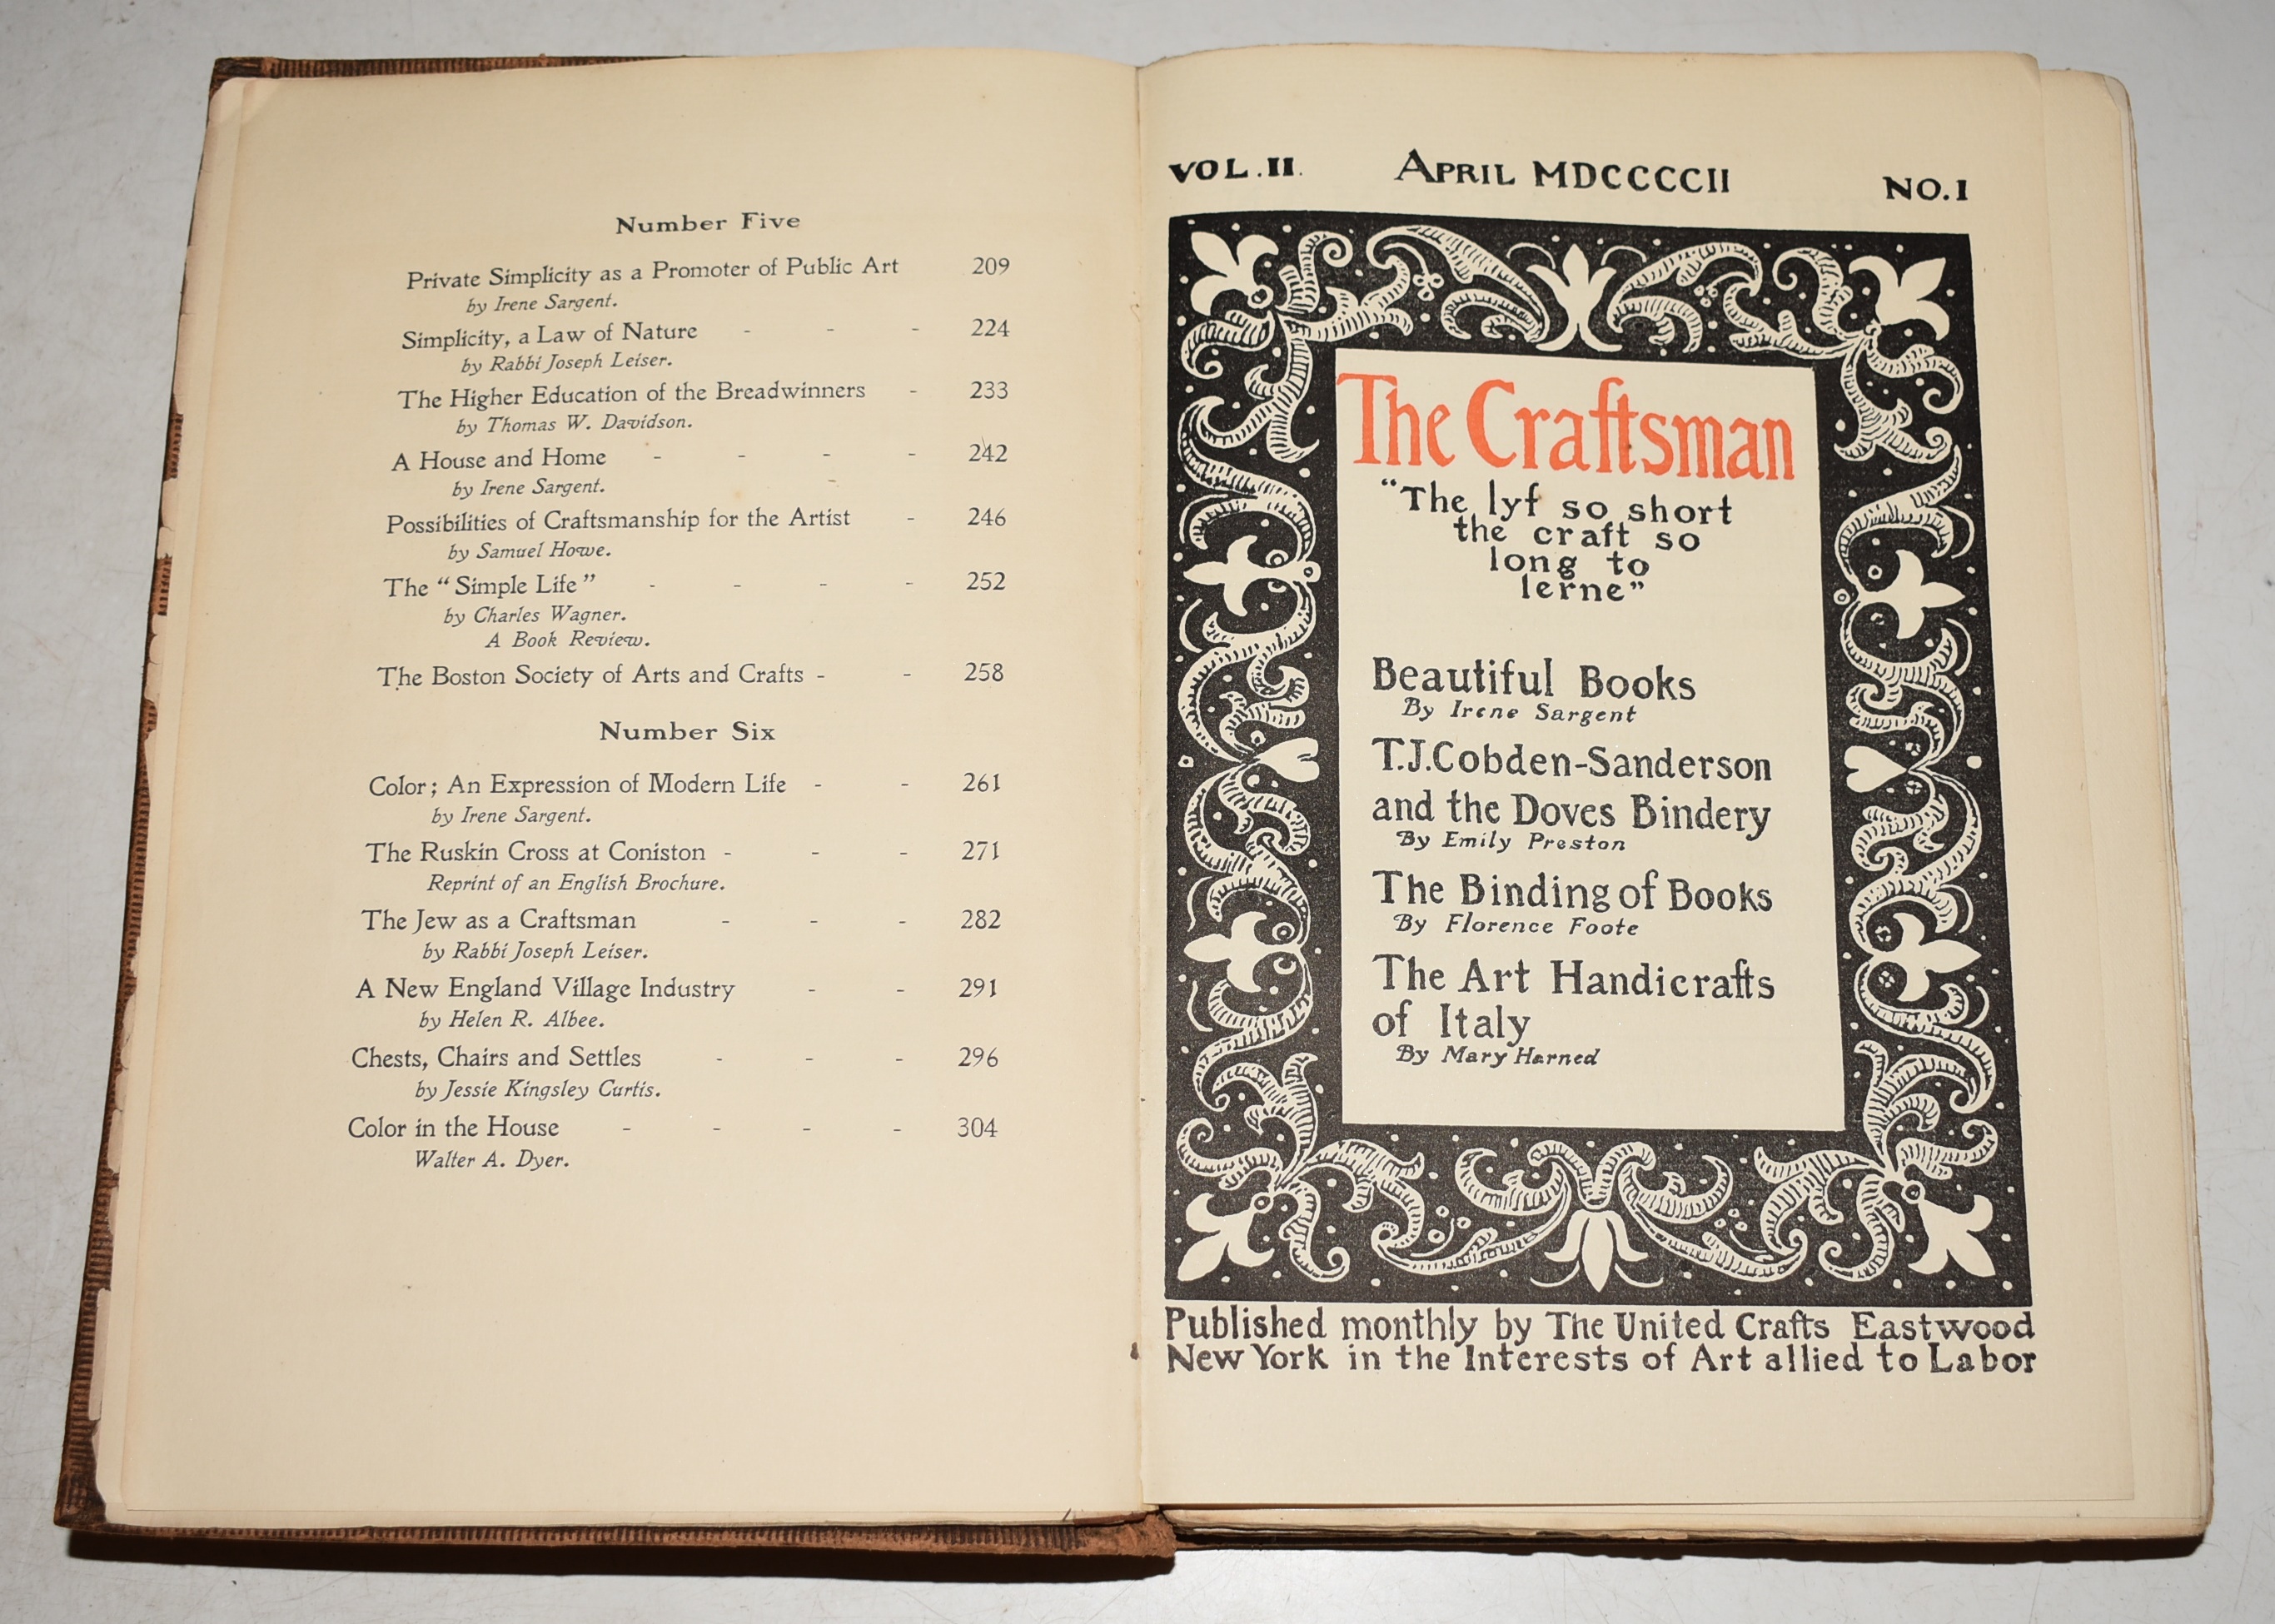 Number Five
Private Simplicity as a Promoter of Public Art 209
by Irene Sargent.
Simplicity, a Law of Nature - - - 224
by Rabbi Joseph Leiser.
The Higher Education of the Breadwinners - 233
by Thomas W. Davidson.
A House and Home - - - - 242
by Irene Sargent.
Possibilities of Craftsmanship for the Artist - 246
by Samuel Howe.
The "Simple Life" - - - - 252
by Charles Wagner.
A Book Review.
The Boston Society of Arts and Crafts - - 258
Number Six
Color; An Expression of Modern Life - - 261
by Irene Sargent.
The Ruskin Cross at Coniston - - - 271
Reprint of an English Brochure.
The Jew as a Craftsman - - - 282
by Rabbi Joseph Leiser.
A New England Village Industry - - 291
by Helen R. Albee.
Chests, Chairs and Settles - - - 296
by Jessie Kingsley Curtis.
Color in the House - - - - 304
Walter A. Dyer.
VOL. II. APRIL MDCCCCII NO. I
The Craftsman
"The lyf so short
the craft so
long to
lerne"
Beautiful Books
By Irene Sargent
T.J. Cobden-Sanderson
and the Doves Bindery
By Emily Preston
The Binding of Books
By Florence Foote
The Art Handicrafts
of Italy
By Mary Harned
Published monthly by The United Crafts Eastwood
New York in the Interests of Art allied to Labor